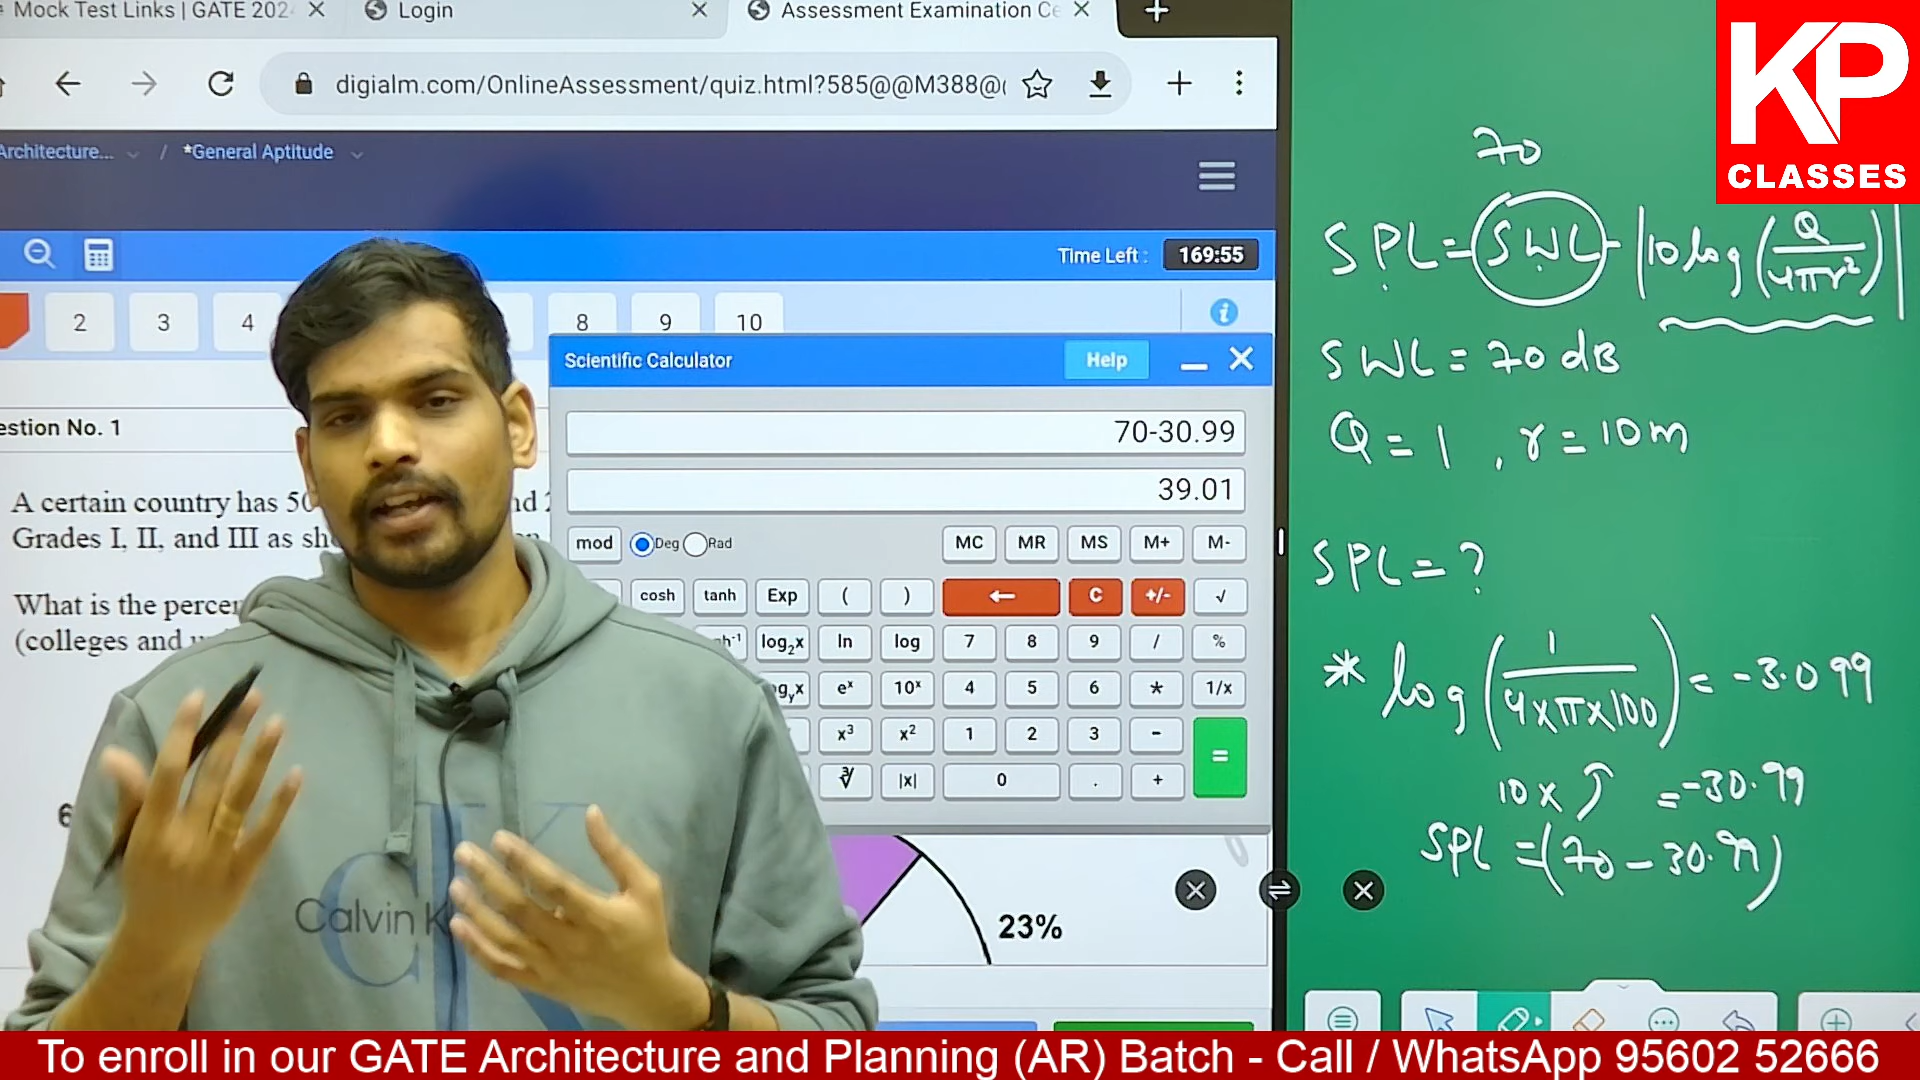 Mock Test Links | GATE 202
Login
Assessment Examination Ce
digialm.com/OnlineAssessment/quiz.html?585@@M388@
Architecture...
/
*General Aptitude
Time Left :
169:55
2
3
4
8
9
10
estion No. 1
A certain country has 50
nd 2
Grades I, II, and III as sh
What is the percer
(colleges and
6
23%
Scientific Calculator
Help
70-30.99
39.01
mod
Deg
Rad
MC
MR
MS
M+
M-
cosh
tanh
Exp
(
)
←
C
+/-
√
log₂x
ln
log
7
8
9
/
%
eˣ
10ˣ
4
5
6
*
1/x
x³
x²
1
2
3
-
=
∛
|x|
0
.
+
Calvin K
CK
KP
CLASSES
70
SPL = SWL - |10 log (Q/4πr²)|
SWL = 70 dB
Q = 1, r = 10m
SPL = ?
* log (1/4×π×100) = -3.099
10 × ⤴ = -30.99
SPL = (70 - 30.99)
To enroll in our GATE Architecture and Planning (AR) Batch - Call / WhatsApp 95602 52666